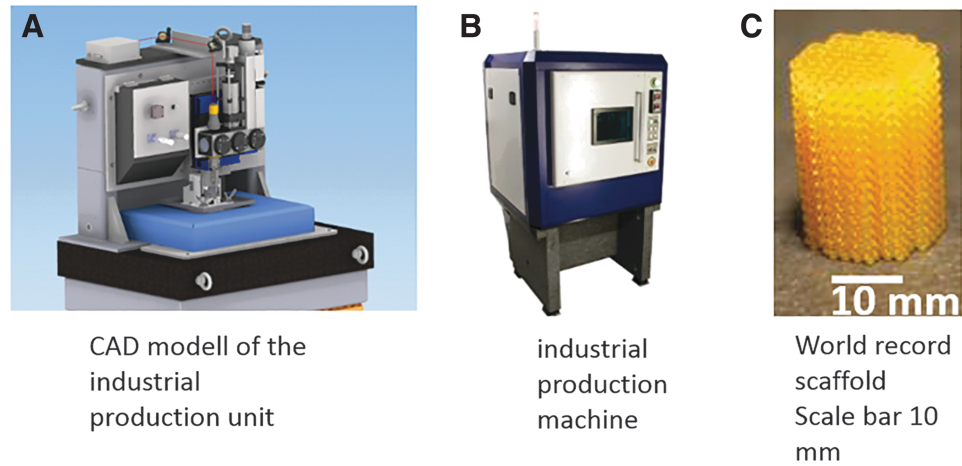 A
B
C
10 mm
CAD modell of the
industrial
production unit
industrial
production
machine
World record
scaffold
Scale bar 10
mm